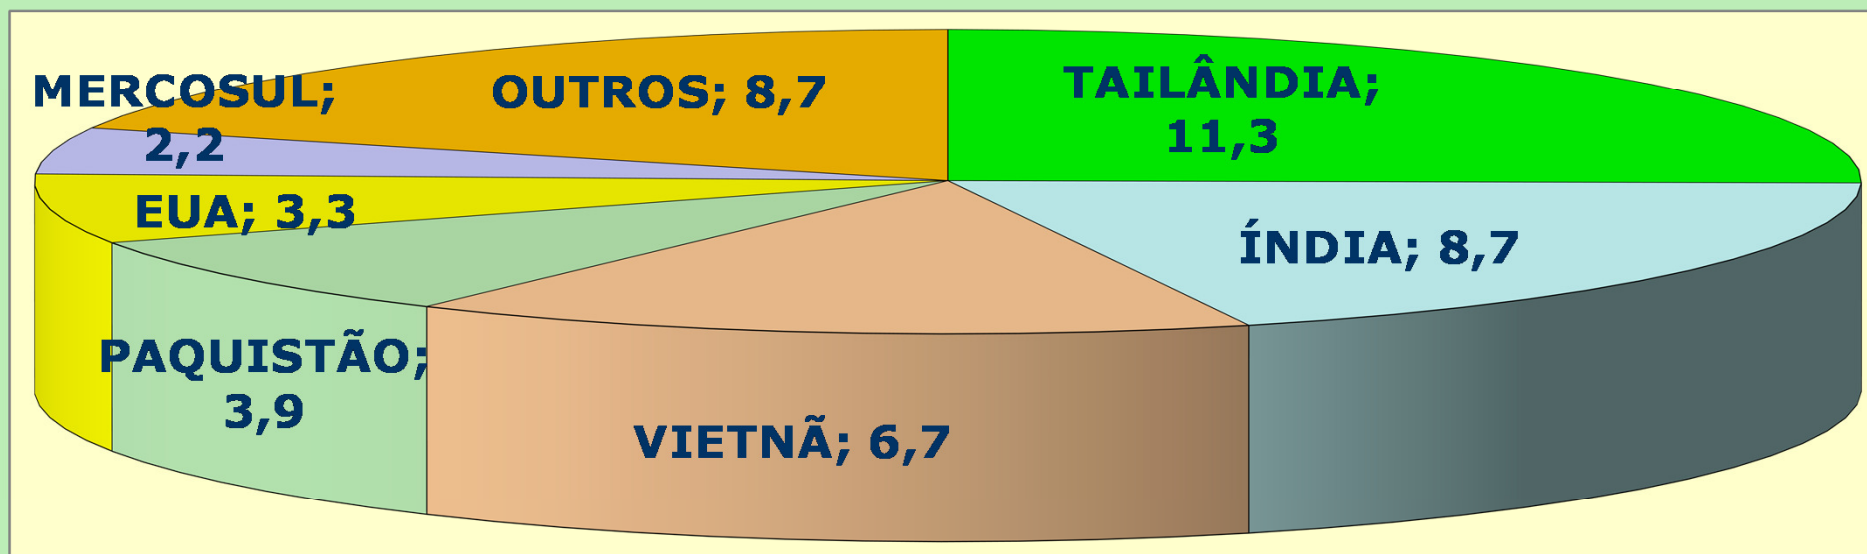 MERCOSUL;
2,2
OUTROS; 8,7
TAILÂNDIA;
11,3
EUA; 3,3
ÍNDIA; 8,7
PAQUISTÃO;
3,9
VIETNÃ; 6,7